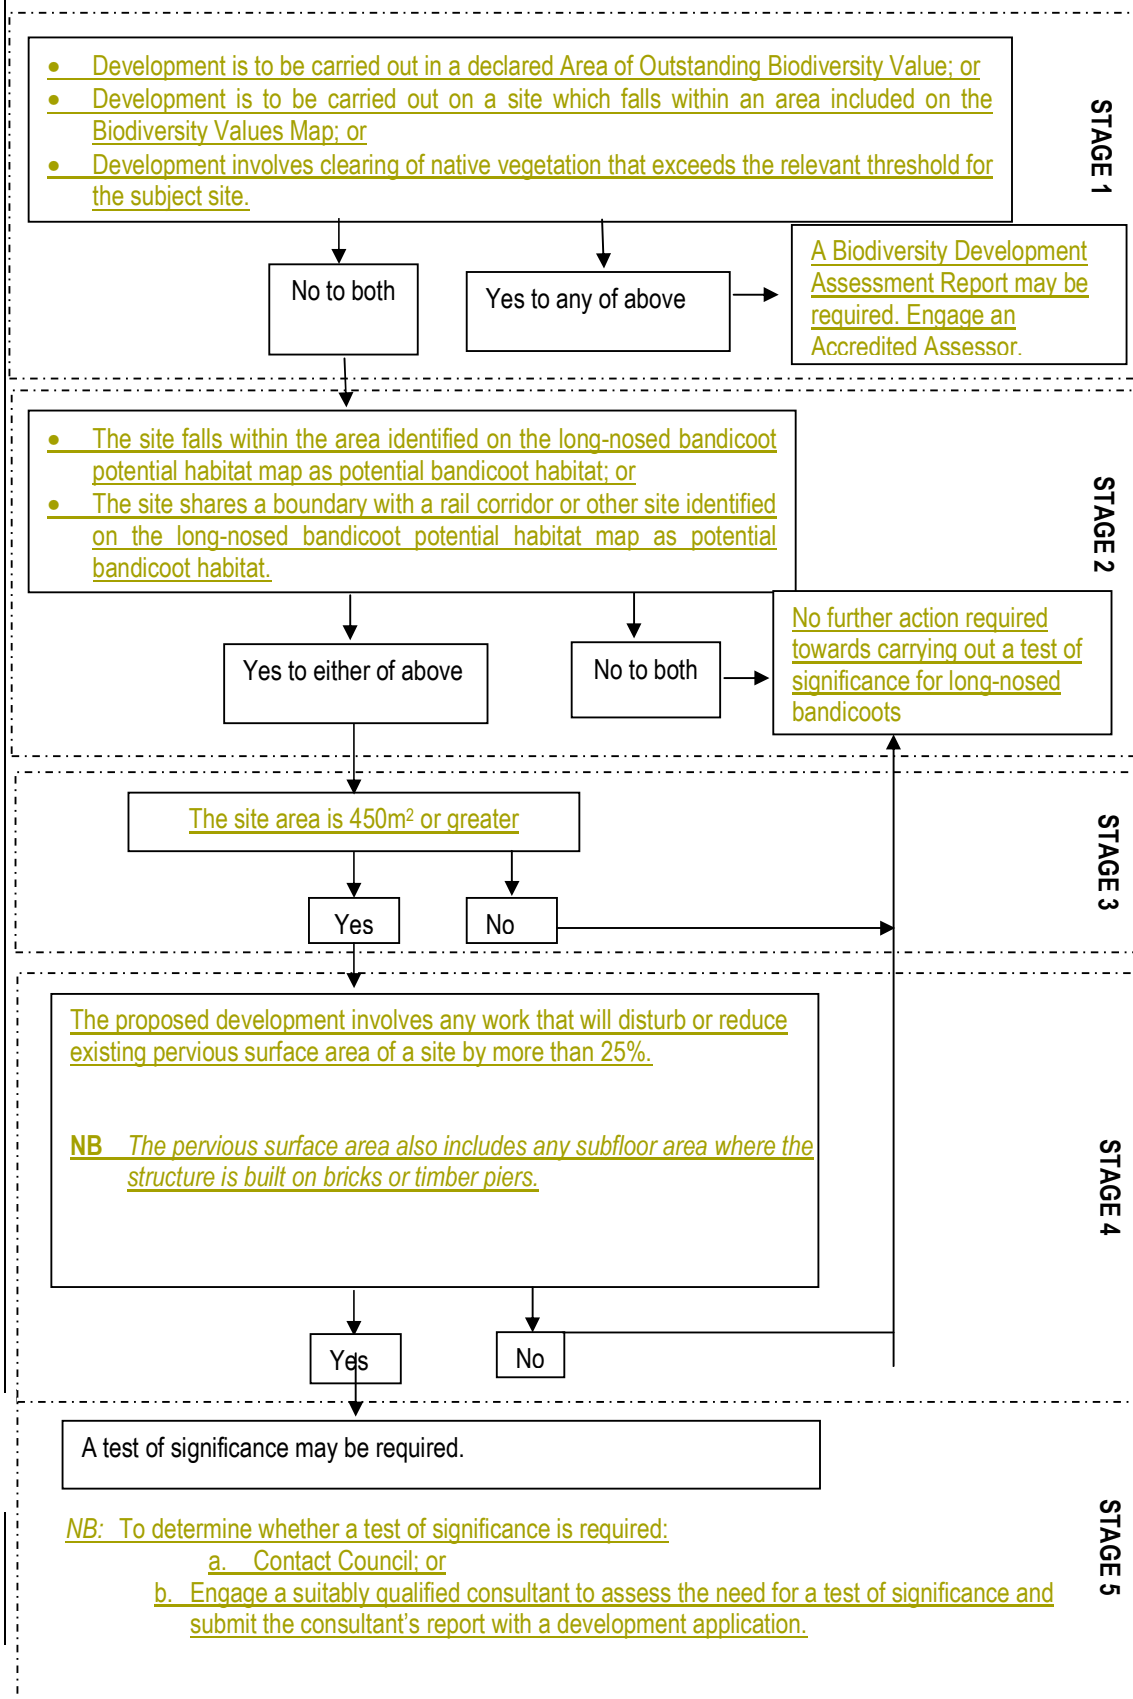 • Development is to be carried out in a declared Area of Outstanding Biodiversity Value; or
• Development is to be carried out on a site which falls within an area included on the
Biodiversity Values Map; or
• Development involves clearing of native vegetation that exceeds the relevant threshold for
the subject site.
STAGE 1
No to both
Yes to any of above
A Biodiversity Development
Assessment Report may be
required. Engage an
Accredited Assessor.
• The site falls within the area identified on the long-nosed bandicoot
potential habitat map as potential bandicoot habitat; or
• The site shares a boundary with a rail corridor or other site identified
on the long-nosed bandicoot potential habitat map as potential
bandicoot habitat.
STAGE 2
Yes to either of above
No to both
No further action required
towards carrying out a test of
significance for long-nosed
bandicoots
The site area is 450m² or greater
STAGE 3
Yes
No
The proposed development involves any work that will disturb or reduce
existing pervious surface area of a site by more than 25%.
NB The pervious surface area also includes any subfloor area where the
structure is built on bricks or timber piers.
STAGE 4
Yes
No
A test of significance may be required.
STAGE 5
NB: To determine whether a test of significance is required:
a. Contact Council; or
b. Engage a suitably qualified consultant to assess the need for a test of significance and
submit the consultant's report with a development application.